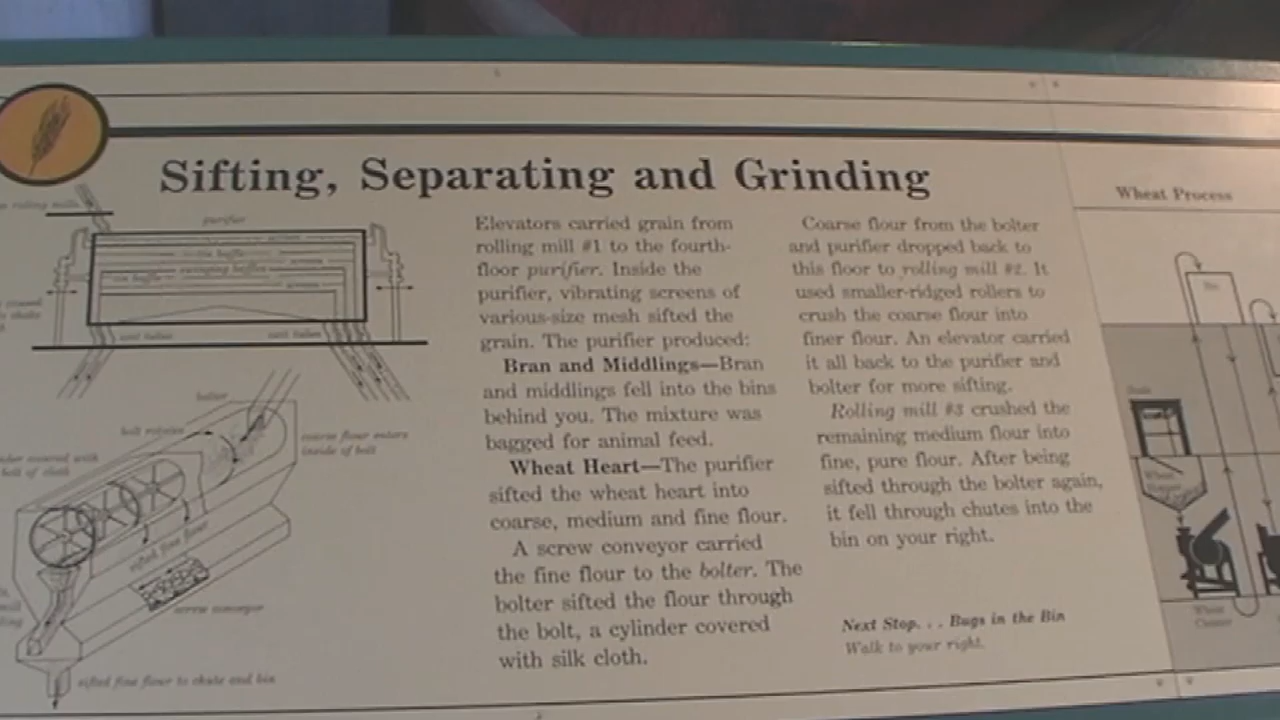 Sifting, Separating and Grinding
Elevators carried grain from
rolling mill #1 to the fourth-
floor purifier. Inside the
purifier, vibrating screens of
various-size mesh sifted the
grain. The purifier produced:
Bran and Middlings—Bran
and middlings fell into the bins
behind you. The mixture was
bagged for animal feed.
Wheat Heart—The purifier
sifted the wheat heart into
coarse, medium and fine flour.
A screw conveyor carried
the fine flour to the bolter. The
bolter sifted the flour through
the bolt, a cylinder covered
with silk cloth.
Coarse flour from the bolter
and purifier dropped back to
this floor to rolling mill #2. It
used smaller-ridged rollers to
crush the coarse flour into
finer flour. An elevator carried
it all back to the purifier and
bolter for more sifting.
Rolling mill #3 crushed the
remaining medium flour into
fine, pure flour. After being
sifted through the bolter again,
it fell through chutes into the
bin on your right.
Next Stop. . . Bugs in the Bin
Walk to your right.
Wheat Process
purifier
bolter
bolt rotates
coarse flour enters
inside of bolt
sifted fine flour
screw conveyor
sifted fine flour to chute and bin